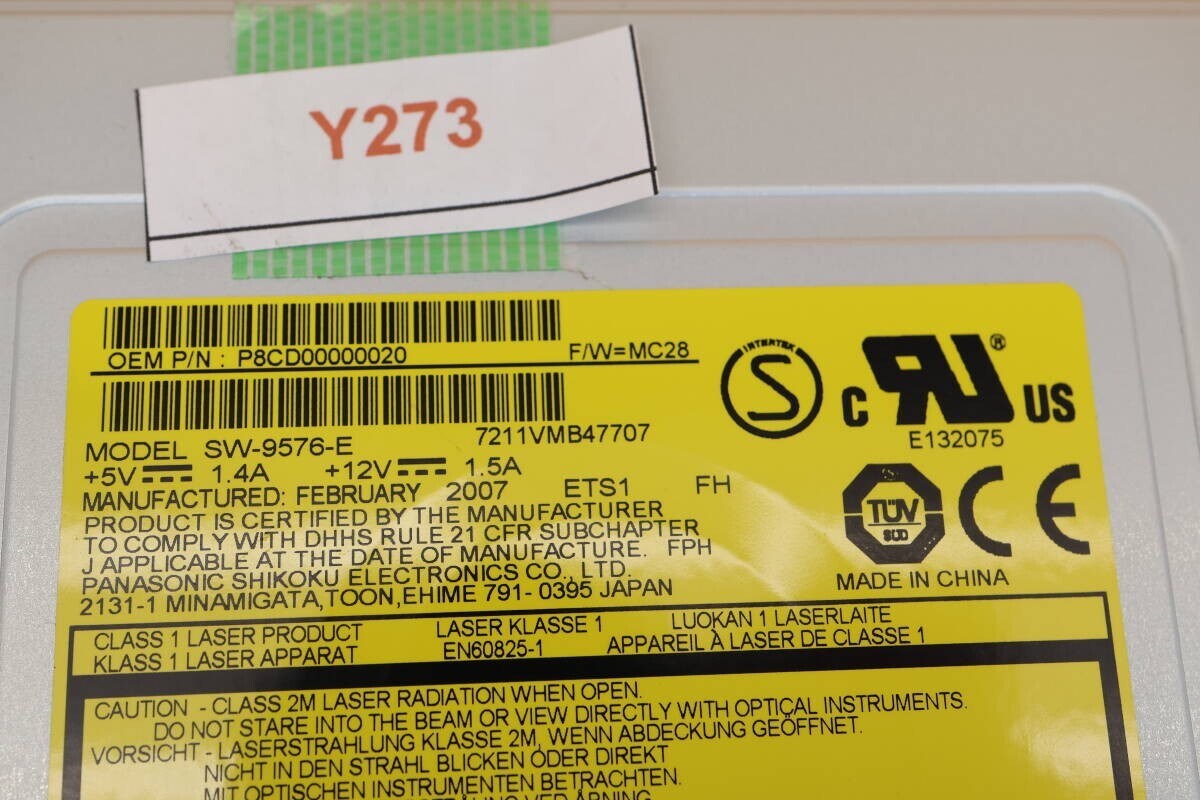 Y273
OEM P/N : P8CD00000020 F/W=MC28
MODEL SW-9576-E 7211VMB47707
+5V 1.4A +12V 1.5A
MANUFACTURED: FEBRUARY 2007 ETS1 FH
PRODUCT IS CERTIFIED BY THE MANUFACTURER
TO COMPLY WITH DHHS RULE 21 CFR SUBCHAPTER
J APPLICABLE AT THE DATE OF MANUFACTURE. FPH
PANASONIC SHIKOKU ELECTRONICS CO., LTD.
2131-1 MINAMIGATA,TOON,EHIME 791-0395 JAPAN
INTERTEK
S
C RU ® US
E132075
TÜV
SÜD
CE
MADE IN CHINA
CLASS 1 LASER PRODUCT LASER KLASSE 1 LUOKAN 1 LASERLAITE
KLASS 1 LASER APPARAT EN60825-1 APPAREIL À LASER DE CLASSE 1
CAUTION - CLASS 2M LASER RADIATION WHEN OPEN.
DO NOT STARE INTO THE BEAM OR VIEW DIRECTLY WITH OPTICAL INSTRUMENTS.
VORSICHT - LASERSTRAHLUNG KLASSE 2M, WENN ABDECKUNG GEÖFFNET.
NICHT IN DEN STRAHL BLICKEN ODER DIREKT
MIT OPTISCHEN INSTRUMENTEN BETRACHTEN.